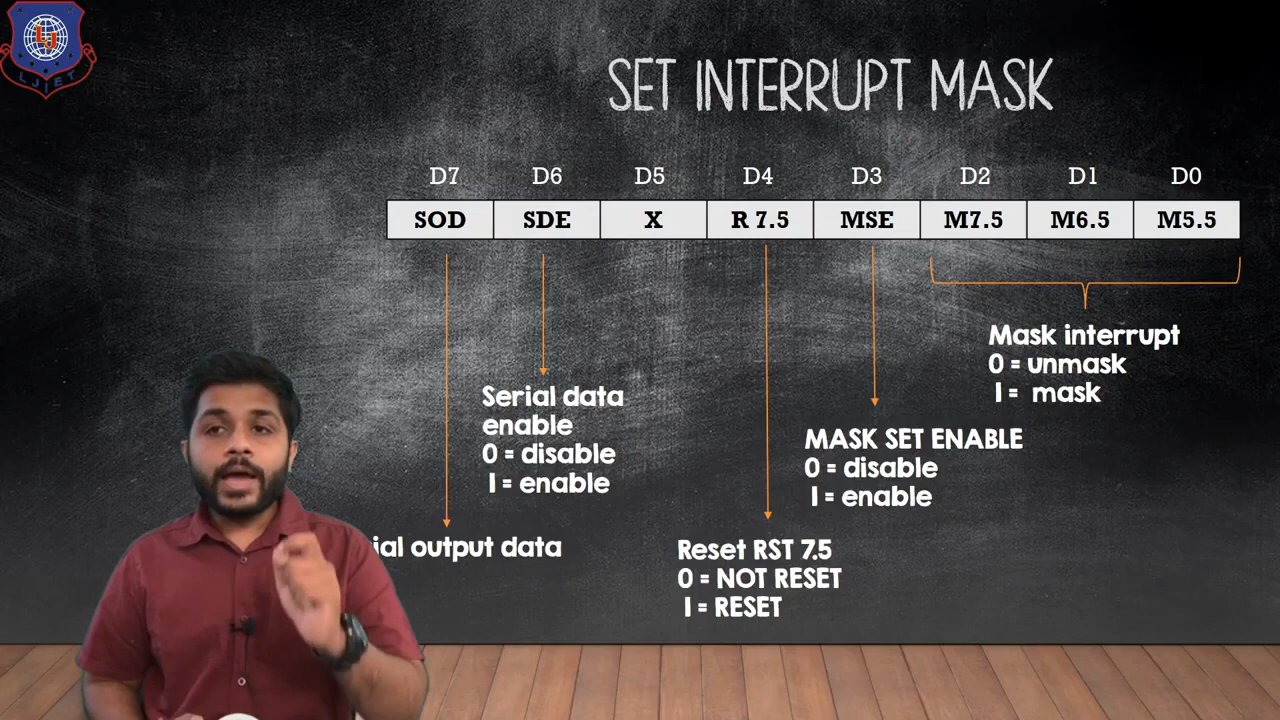 LJ
LJIET
SET INTERRUPT MASK
D7 D6 D5 D4 D3 D2 D1 D0
SOD SDE X R 7.5 MSE M7.5 M6.5 M5.5
Mask interrupt
0 = unmask
1 = mask
Serial data
enable
0 = disable
1 = enable
MASK SET ENABLE
0 = disable
1 = enable
output data
Reset RST 7.5
0 = NOT RESET
1 = RESET